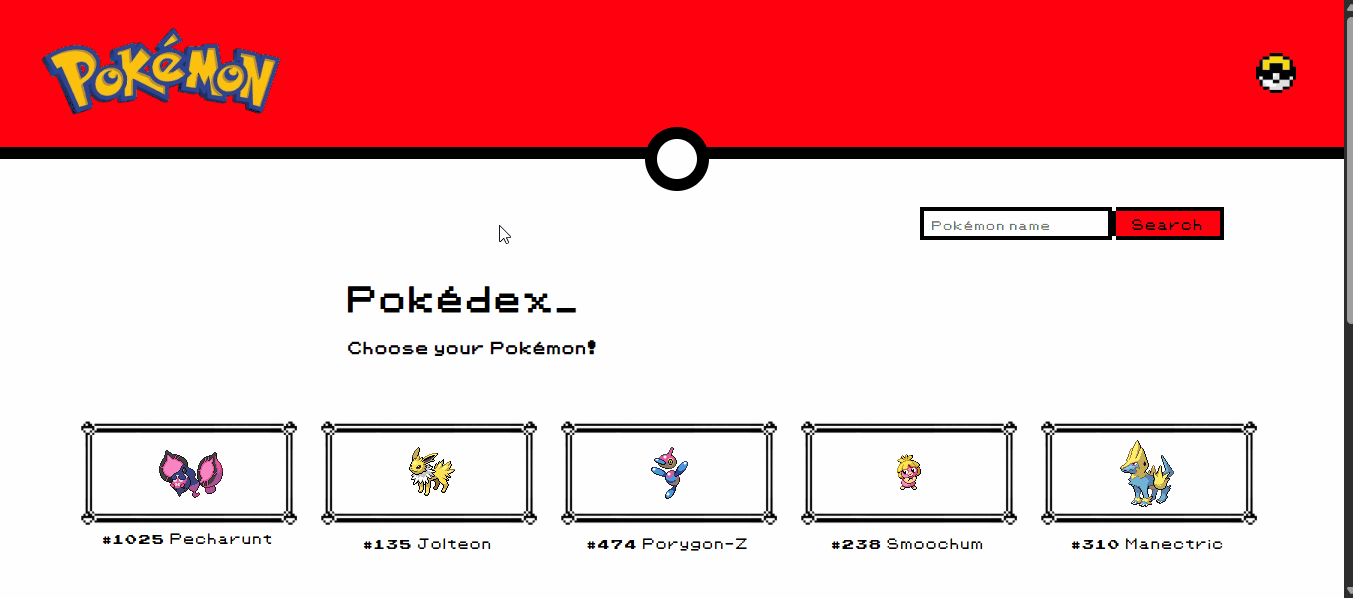 Pokémon
Pokémon name
Search
Pokédex_
Choose your Pokémon!
#1025 Pecharunt
#135 Jolteon
#474 Porygon-Z
#238 Smoochum
#310 Manectric